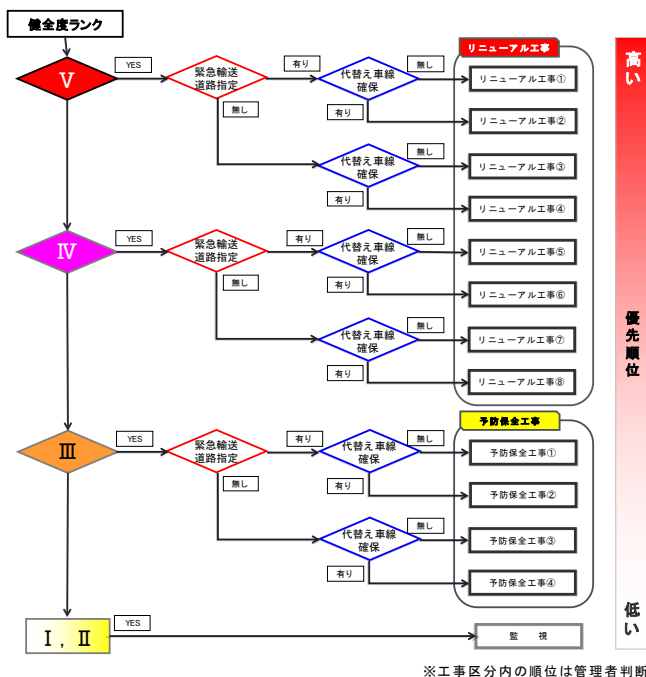 健全度ランク
リニューアル工事
高い
Ⅴ
YES
緊急輸送
道路指定
有り
無し
代替え車線
確保
無し
有り
リニューアル工事①
リニューアル工事②
代替え車線
確保
無し
有り
リニューアル工事③
リニューアル工事④
Ⅳ
YES
緊急輸送
道路指定
有り
無し
代替え車線
確保
無し
有り
リニューアル工事⑤
リニューアル工事⑥
代替え車線
確保
無し
有り
リニューアル工事⑦
リニューアル工事⑧
優先順位
予防保全工事
Ⅲ
YES
緊急輸送
道路指定
有り
無し
代替え車線
確保
無し
有り
予防保全工事①
予防保全工事②
代替え車線
確保
無し
有り
予防保全工事③
予防保全工事④
Ⅰ，Ⅱ
YES
監　視
低い
※工事区分内の順位は管理者判断